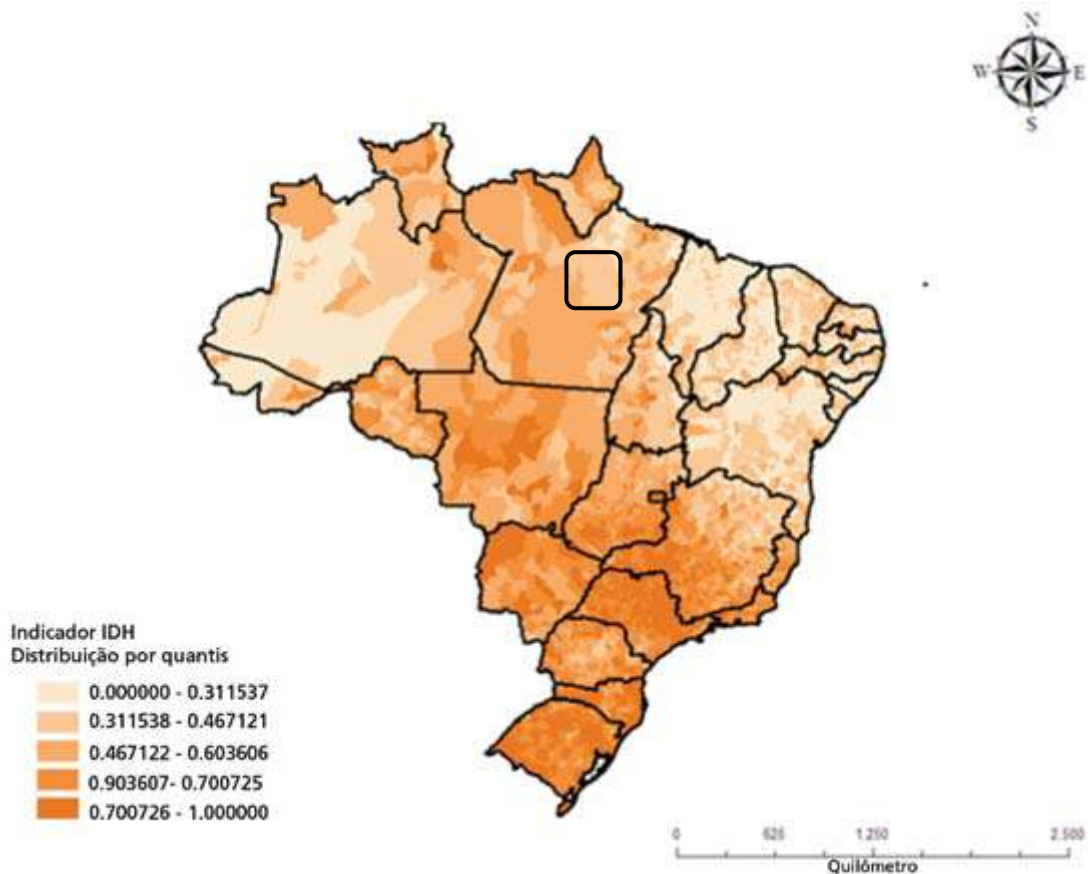 N
W E
S
Indicador IDH
Distribuição por quantis
0.000000 - 0.311537
0.311538 - 0.467121
0.467122 - 0.603606
0.903607- 0.700725
0.700726 - 1.000000
0 625 1.250 2.500
Quilômetro